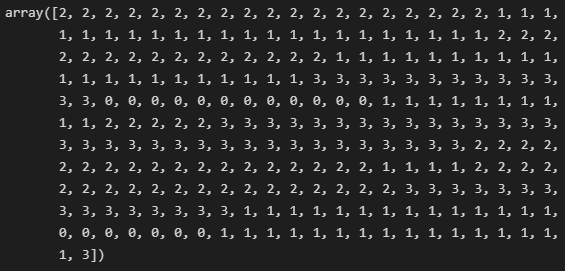 array([2, 2, 2, 2, 2, 2, 2, 2, 2, 2, 2, 2, 2, 2, 2, 2, 2, 2, 2, 1, 1, 1,
1, 1, 1, 1, 1, 1, 1, 1, 1, 1, 1, 1, 1, 1, 1, 1, 1, 1, 1, 2, 2, 2,
2, 2, 2, 2, 2, 2, 2, 2, 2, 2, 2, 2, 1, 1, 1, 1, 1, 1, 1, 1, 1, 1,
1, 1, 1, 1, 1, 1, 1, 1, 1, 1, 1, 3, 3, 3, 3, 3, 3, 3, 3, 3, 3, 3,
3, 3, 0, 0, 0, 0, 0, 0, 0, 0, 0, 0, 0, 0, 1, 1, 1, 1, 1, 1, 1, 1,
1, 1, 2, 2, 2, 2, 2, 3, 3, 3, 3, 3, 3, 3, 3, 3, 3, 3, 3, 3, 3, 3,
3, 3, 3, 3, 3, 3, 3, 3, 3, 3, 3, 3, 3, 3, 3, 3, 3, 3, 2, 2, 2, 2,
2, 2, 2, 2, 2, 2, 2, 2, 2, 2, 2, 2, 2, 2, 1, 1, 1, 1, 2, 2, 2, 2,
2, 2, 2, 2, 2, 2, 2, 2, 2, 2, 2, 2, 2, 2, 2, 3, 3, 3, 3, 3, 3, 3,
3, 3, 3, 3, 3, 3, 3, 3, 1, 1, 1, 1, 1, 1, 1, 1, 1, 1, 1, 1, 1, 1,
0, 0, 0, 0, 0, 0, 0, 1, 1, 1, 1, 1, 1, 1, 1, 1, 1, 1, 1, 1, 1, 1,
1, 3])